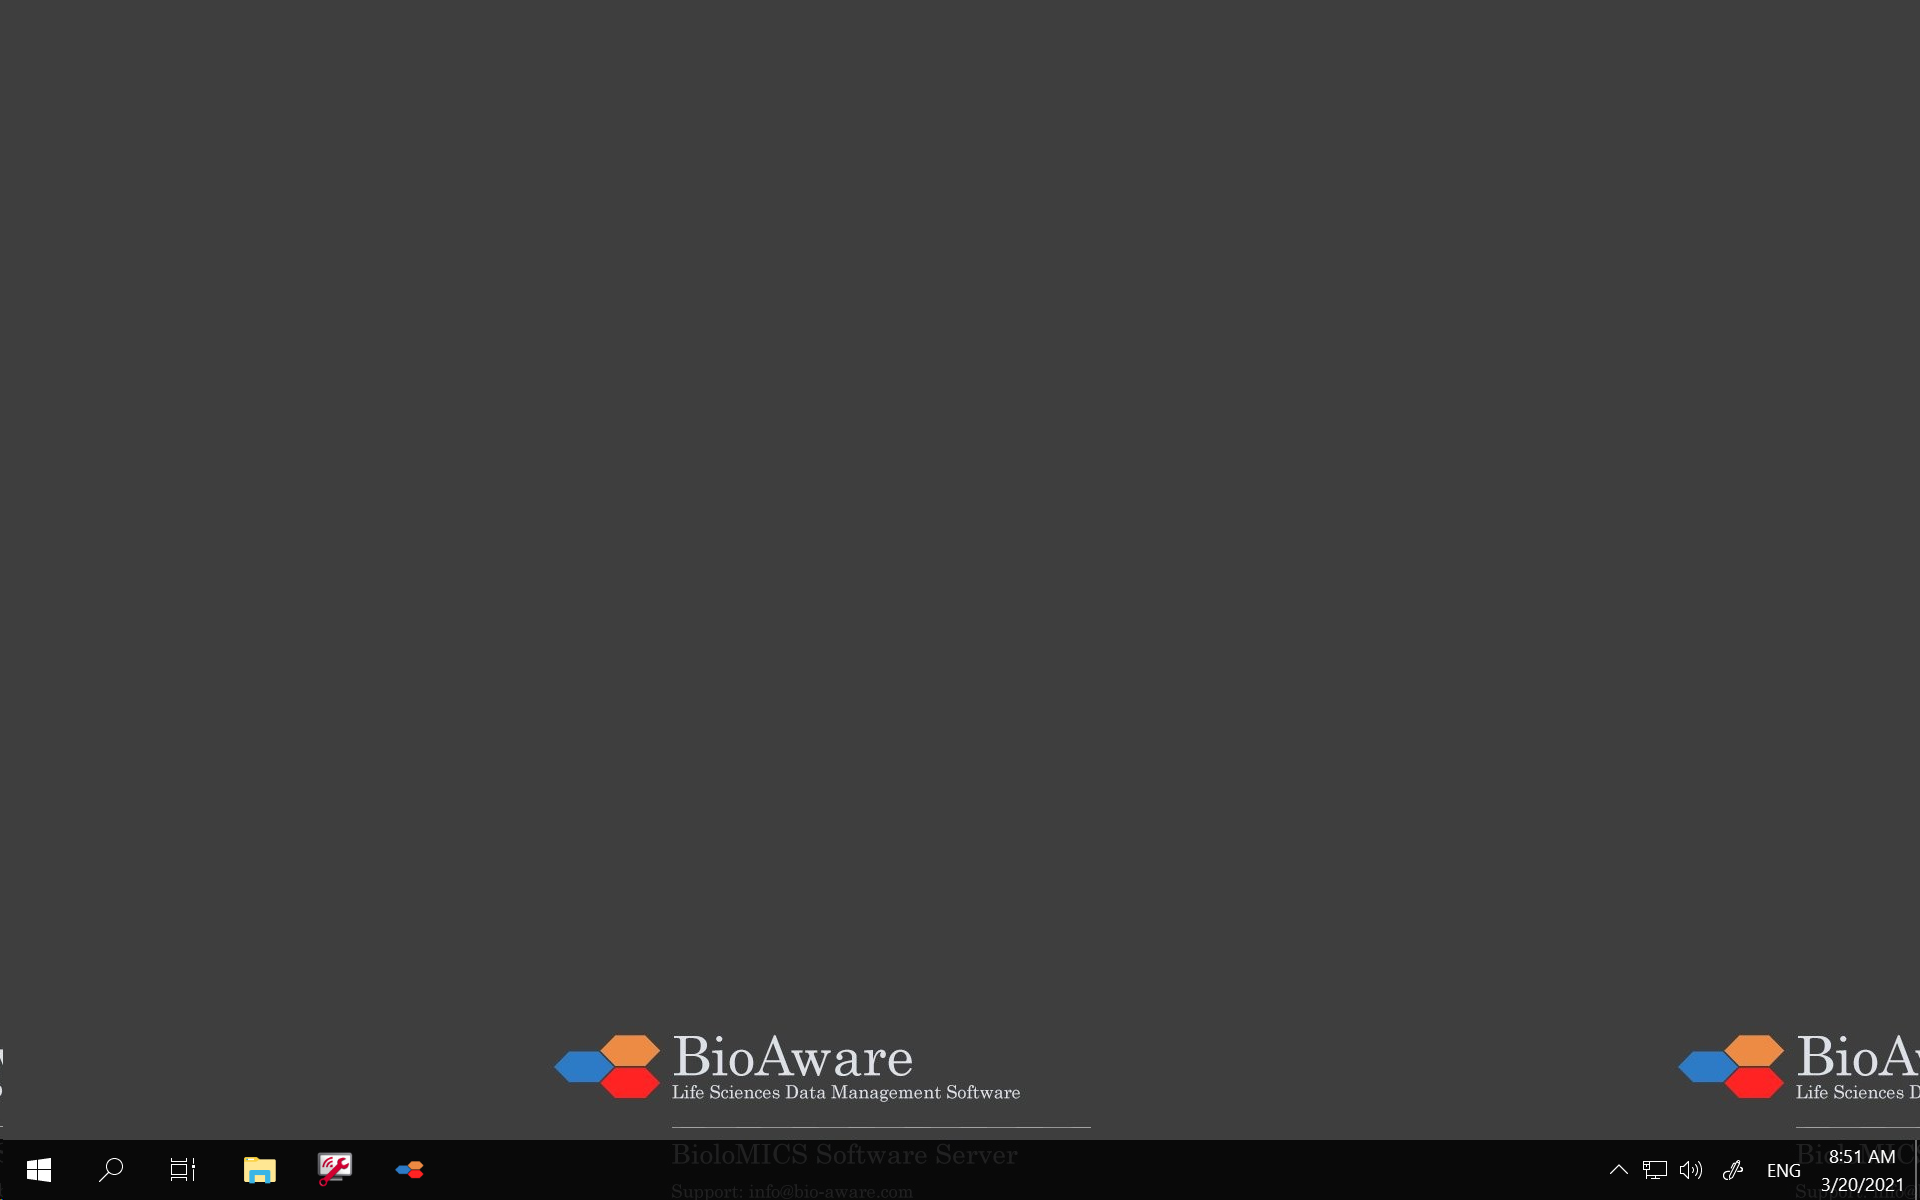 BioAware
Life Sciences Data Management Software
BioloMICS Software Server
Support: info@bio-aware.com
BioAw
Life Sciences D
ENG
8:51 AM
3/20/2021